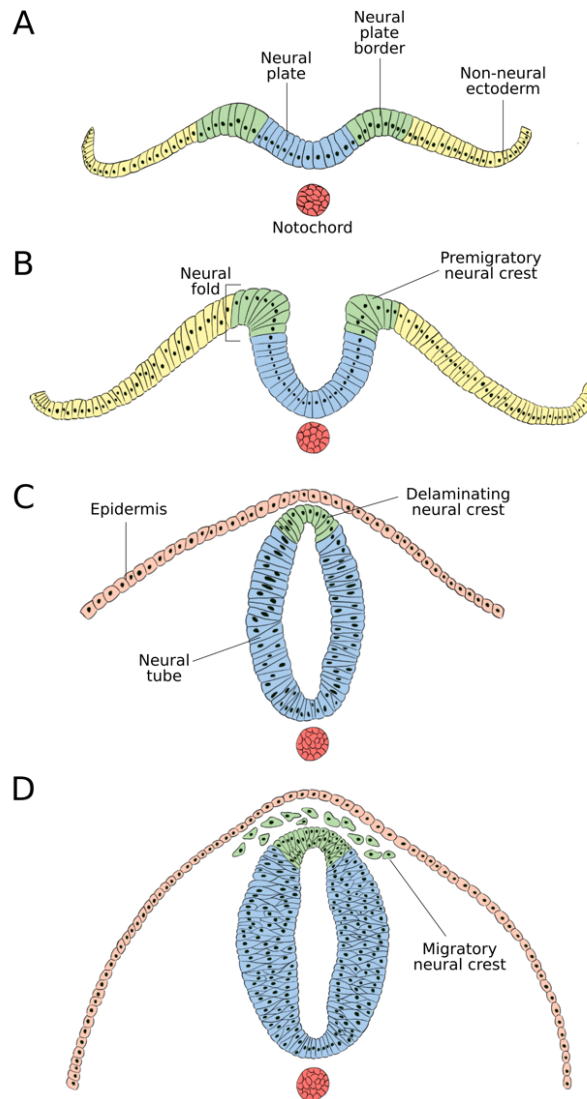 A
Neural
plate
Neural
plate
border
Non-neural
ectoderm
Notochord
B
Neural
fold
Premigratory
neural crest
C
Epidermis
Delaminating
neural crest
Neural
tube
D
Migratory
neural crest